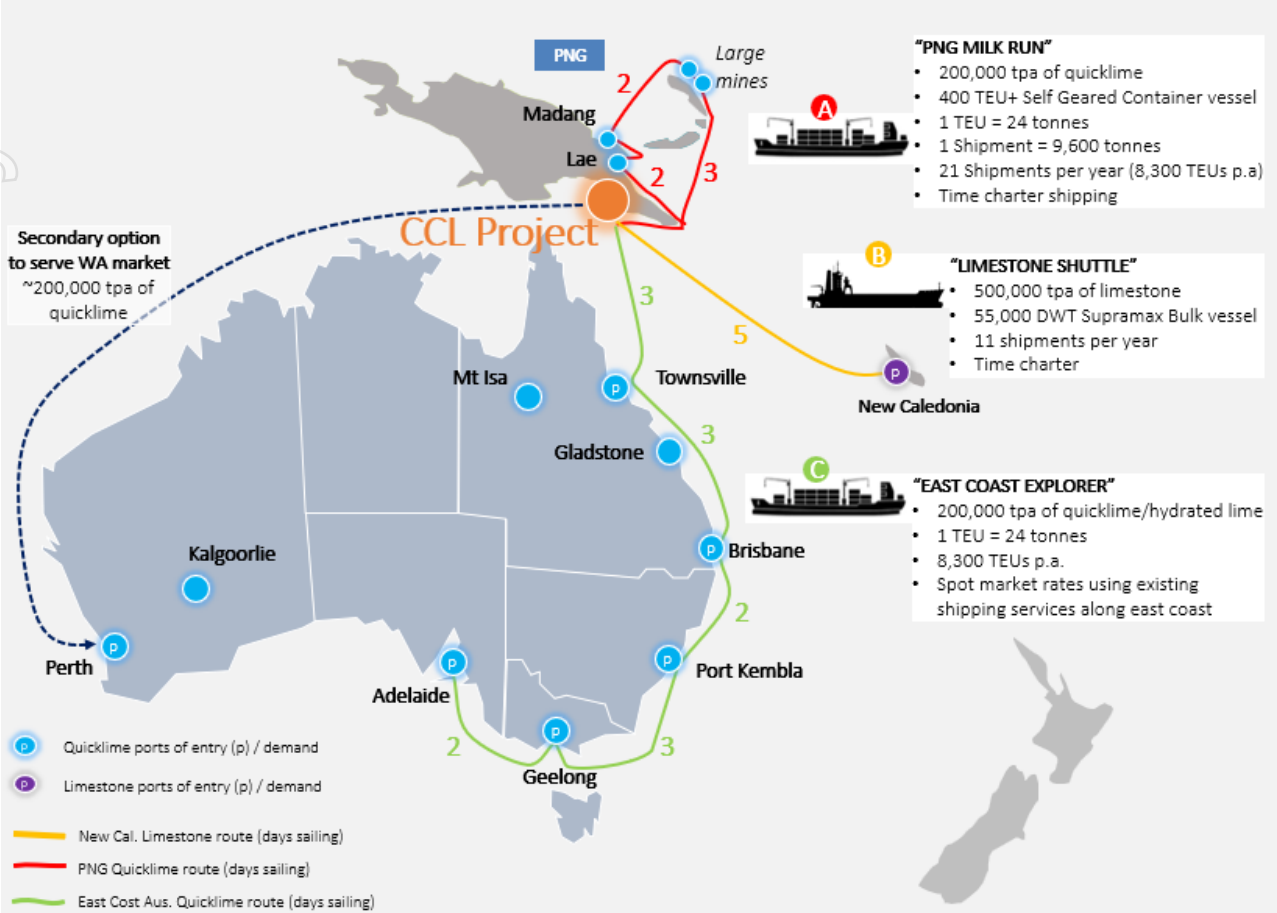 PNG
Large
mines
2
Madang
Lae
2
3
CCL Project
A
"PNG MILK RUN"
• 200,000 tpa of quicklime
• 400 TEU+ Self Geared Container vessel
• 1 TEU = 24 tonnes
• 1 Shipment = 9,600 tonnes
• 21 Shipments per year (8,300 TEUs p.a)
• Time charter shipping
Secondary option
to serve WA market
~200,000 tpa of
quicklime
B
"LIMESTONE SHUTTLE"
• 500,000 tpa of limestone
• 55,000 DWT Supramax Bulk vessel
• 11 shipments per year
• Time charter
3
5
p
New Caledonia
Mt Isa
p
Townsville
3
Gladstone
C
"EAST COAST EXPLORER"
• 200,000 tpa of quicklime/hydrated lime
• 1 TEU = 24 tonnes
• 8,300 TEUs p.a.
• Spot market rates using existing
shipping services along east coast
Kalgoorlie
p
Brisbane
2
p
Perth
p
Adelaide
p
Port Kembla
2
p
3
Geelong
p Quicklime ports of entry (p) / demand
p Limestone ports of entry (p) / demand
New Cal. Limestone route (days sailing)
PNG Quicklime route (days sailing)
East Cost Aus. Quicklime route (days sailing)